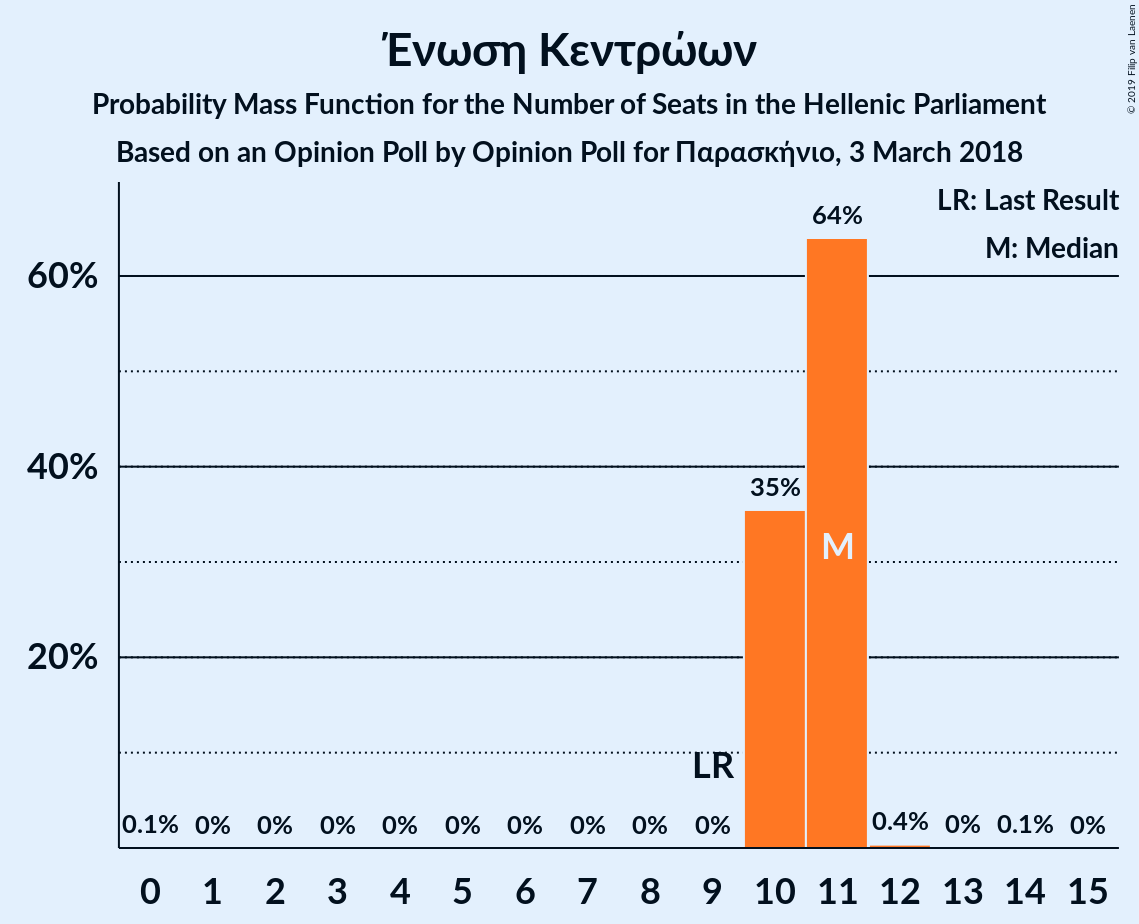 Ένωση Κεντρώων
Probability Mass Function for the Number of Seats in the Hellenic Parliament
Based on an Opinion Poll by Opinion Poll for Παρασκήνιο, 3 March 2018
© 2019 Filip van Laenen
LR: Last Result
M: Median
64%
60%
40%
35%
M
20%
LR
0.1% 0% 0% 0% 0% 0% 0% 0% 0% 0% 0.4% 0% 0.1% 0%
0 1 2 3 4 5 6 7 8 9 10 11 12 13 14 15